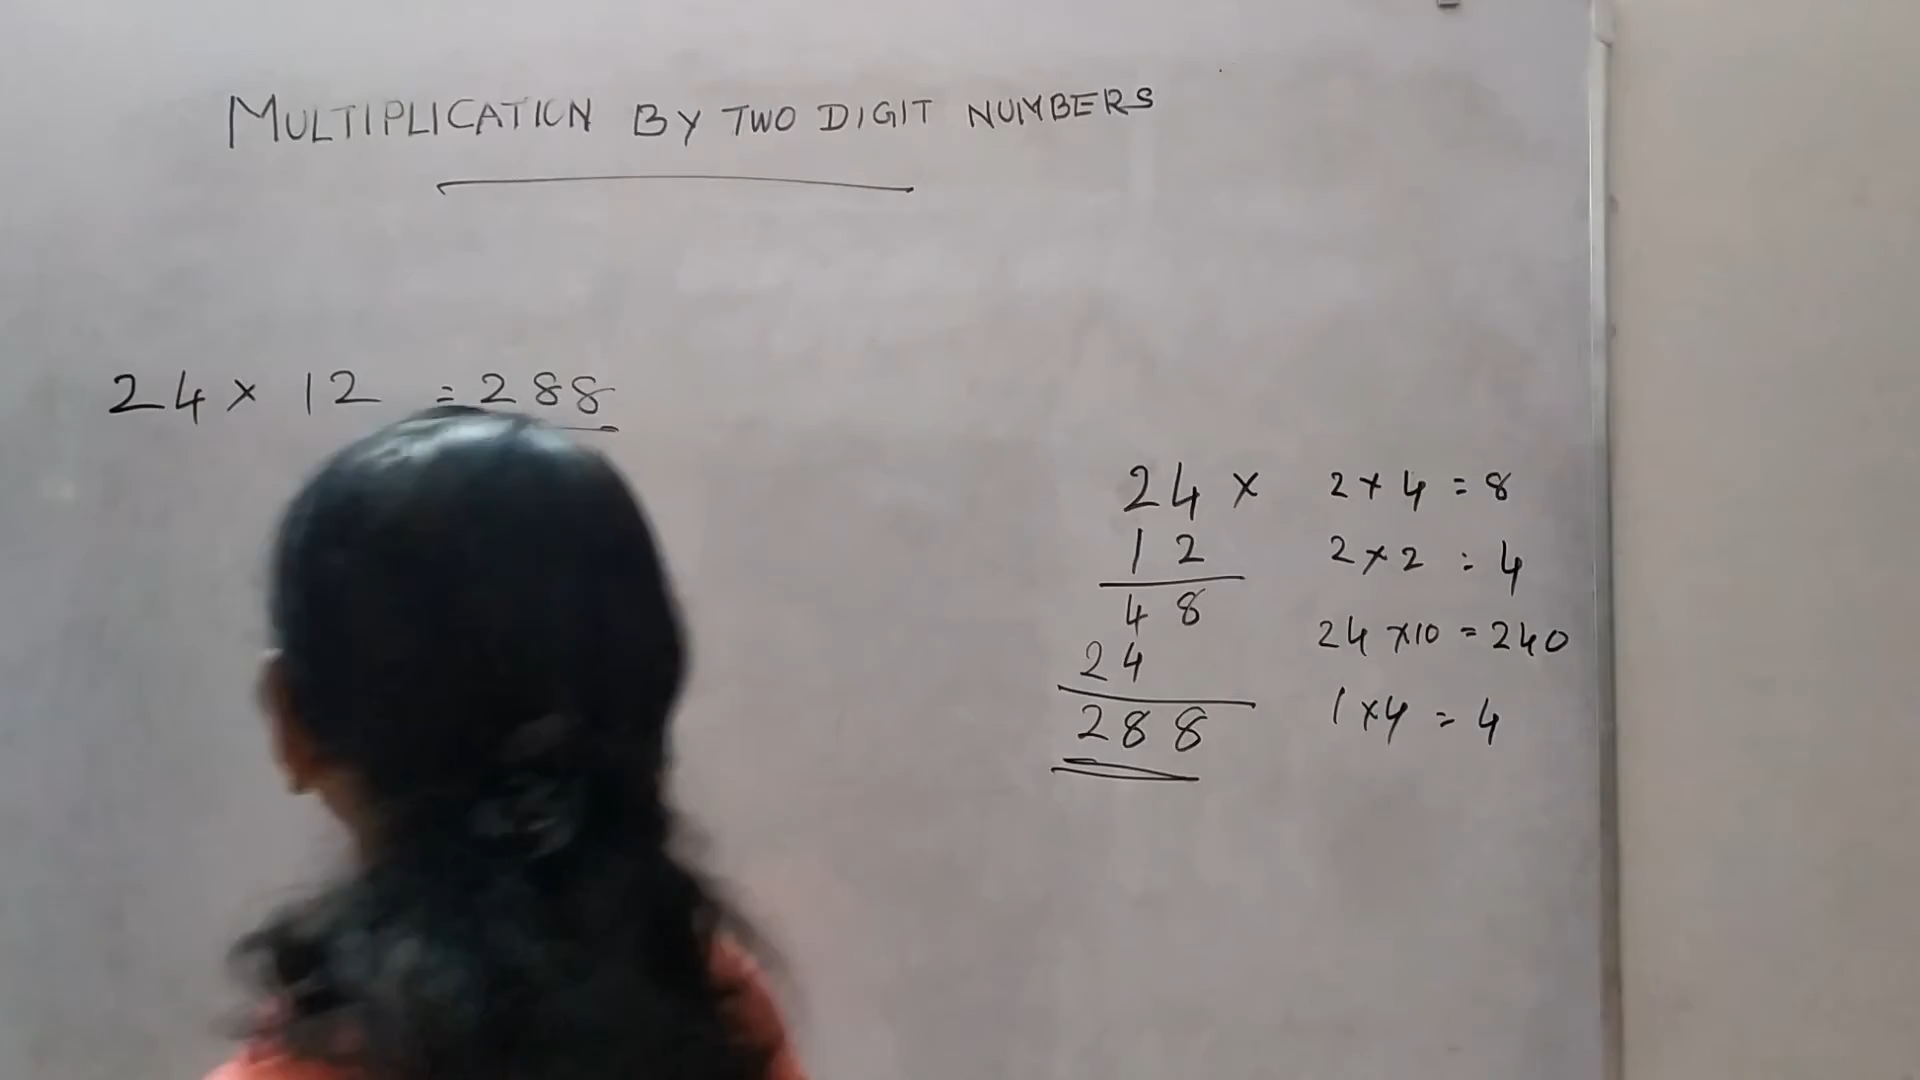 MULTIPLICATION BY TWO DIGIT NUMBERS
24 × 12 = 288
24 × 2 × 4 = 8
12 2 × 2 : 4
48
24 × 10 = 240
24
1 × 4 = 4
288